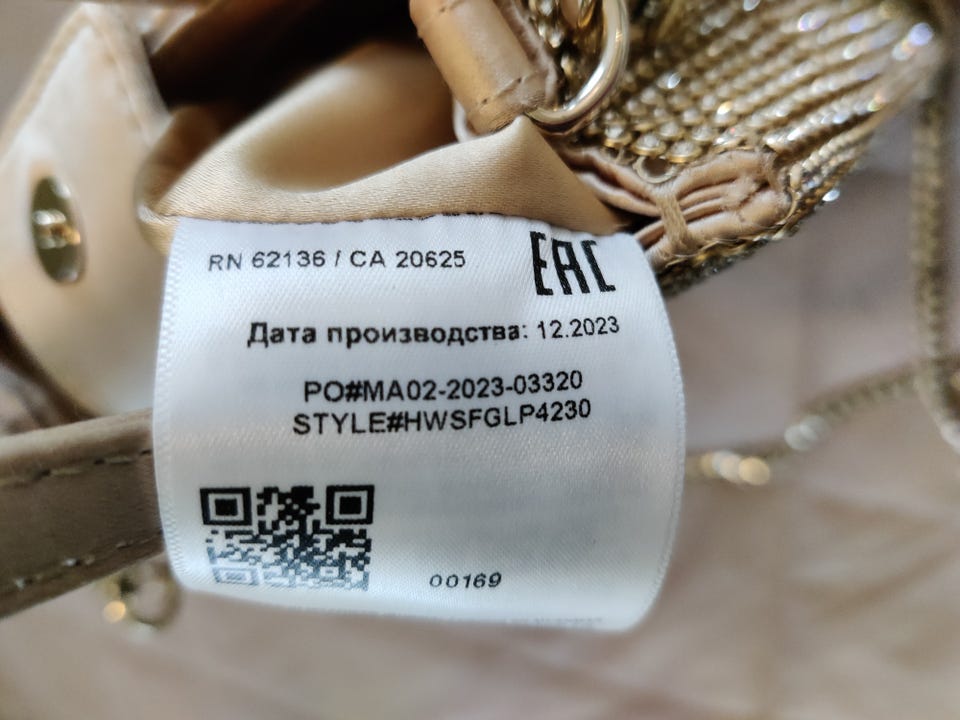 RN 62136 / CA 20625
EAC
Дата производства: 12.2023
PO#MA02-2023-03320
STYLE#HWSFGLP4230
00169